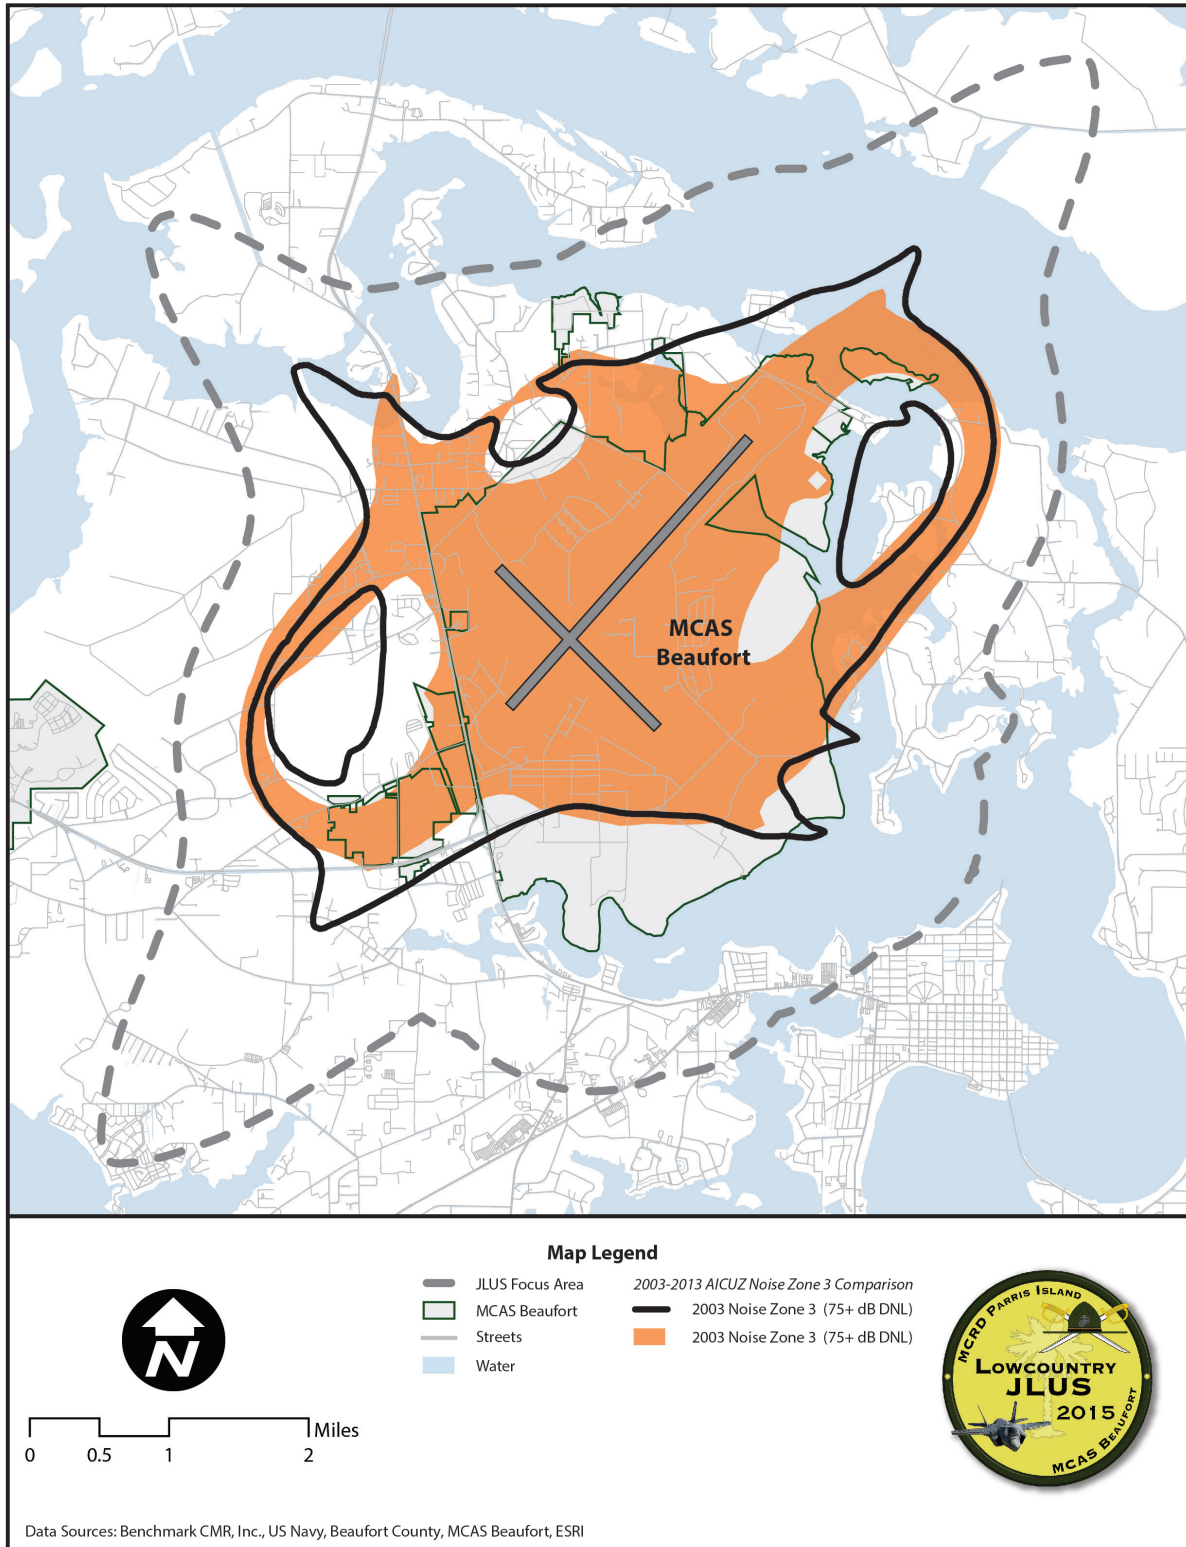 MCAS
Beaufort
Map Legend
JLUS Focus Area
MCAS Beaufort
Streets
Water
2003-2013 AICUZ Noise Zone 3 Comparison
2003 Noise Zone 3 (75+ dB DNL)
2003 Noise Zone 3 (75+ dB DNL)
N
Miles
0 0.5 1 2
MCRD PARRIS ISLAND
LOWCOUNTRY
JLUS
2015
MCAS BEAUFORT
Data Sources: Benchmark CMR, Inc., US Navy, Beaufort County, MCAS Beaufort, ESRI